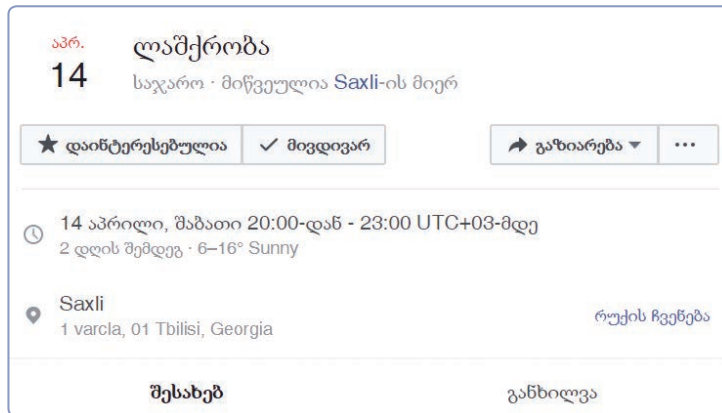 აპრ.
14
ლაშქრობა
საჯარო · მიწვეულია Saxli-ის მიერ
დაინტერესებულია
მივდივარ
გაზიარება
14 აპრილი, შაბათი 20:00-დან - 23:00 UTC+03-მდე
2 დღის შემდეგ · 6–16° Sunny
Saxli
1 varcla, 01 Tbilisi, Georgia
რუქის ჩვენება
შესახებ
განხილვა